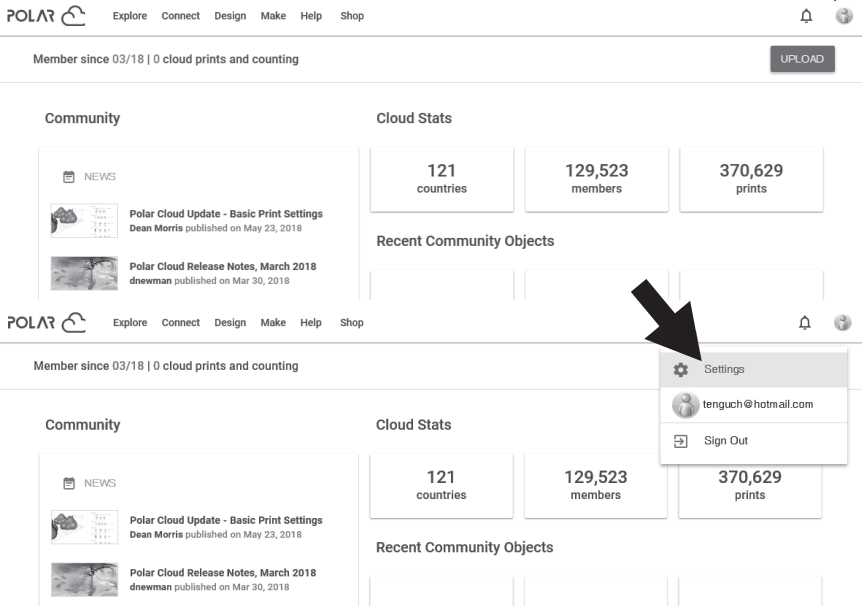 POLAR Explore Connect Design Make Help Shop
Member since 03/18 | 0 cloud prints and counting
UPLOAD
Community
NEWS
Polar Cloud Update - Basic Print Settings
Dean Morris published on May 23, 2018
Polar Cloud Release Notes, March 2018
dnewman published on Mar 30, 2018
Cloud Stats
121
countries
129,523
members
370,629
prints
Recent Community Objects
POLAR Explore Connect Design Make Help Shop
Member since 03/18 | 0 cloud prints and counting
Settings
tenguch@hotmail.com
Sign Out
Community
NEWS
Polar Cloud Update - Basic Print Settings
Dean Morris published on May 23, 2018
Polar Cloud Release Notes, March 2018
dnewman published on Mar 30, 2018
Cloud Stats
121
countries
129,523
members
370,629
prints
Recent Community Objects